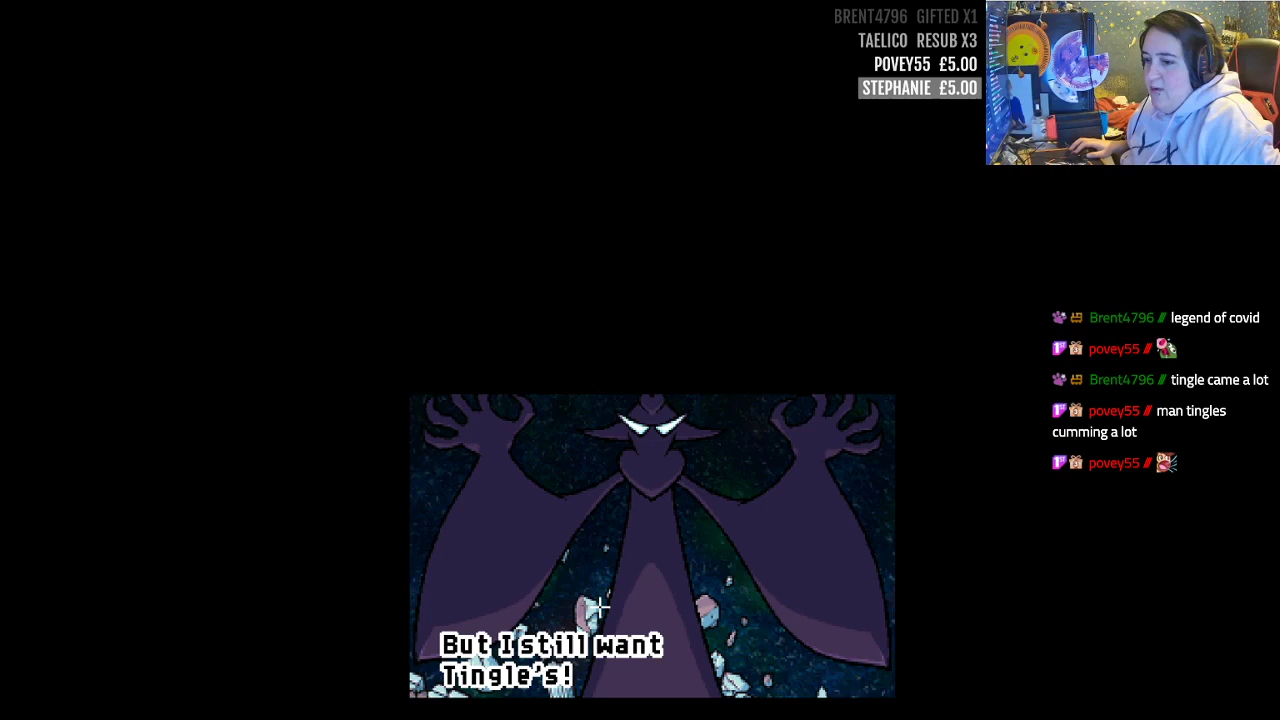 BRENT4796 GIFTED X1
TAELICO RESUB X3
POVEY55 £5.00
STEPHANIE £5.00
Brent4796 // legend of covid
povey55 //
Brent4796 // tingle came a lot
povey55 // man tingles
cumming a lot
povey55 //
But I still want
Tingle's!